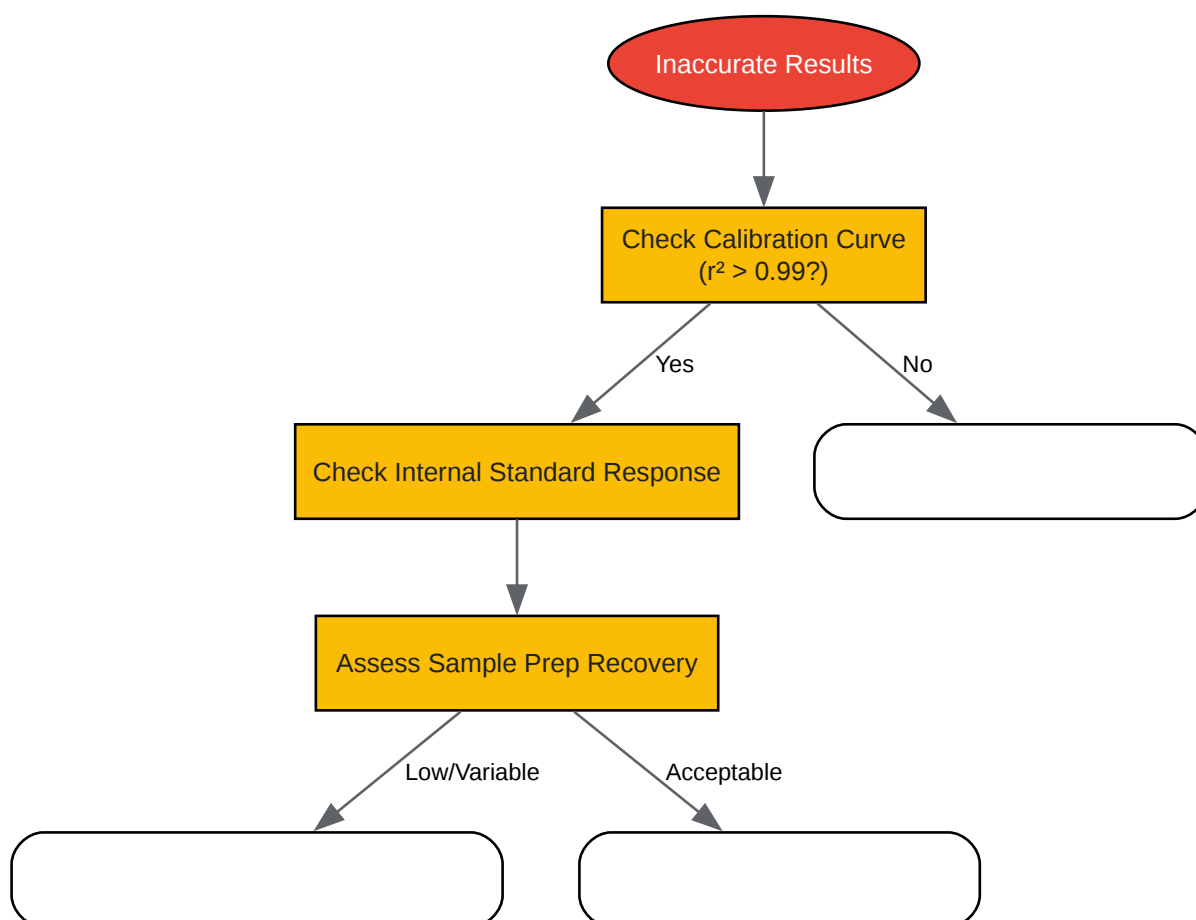 Inaccurate Results
Check Calibration Curve
(r² > 0.99?)
Yes
No
Check Internal Standard Response
Assess Sample Prep Recovery
Low/Variable
Acceptable